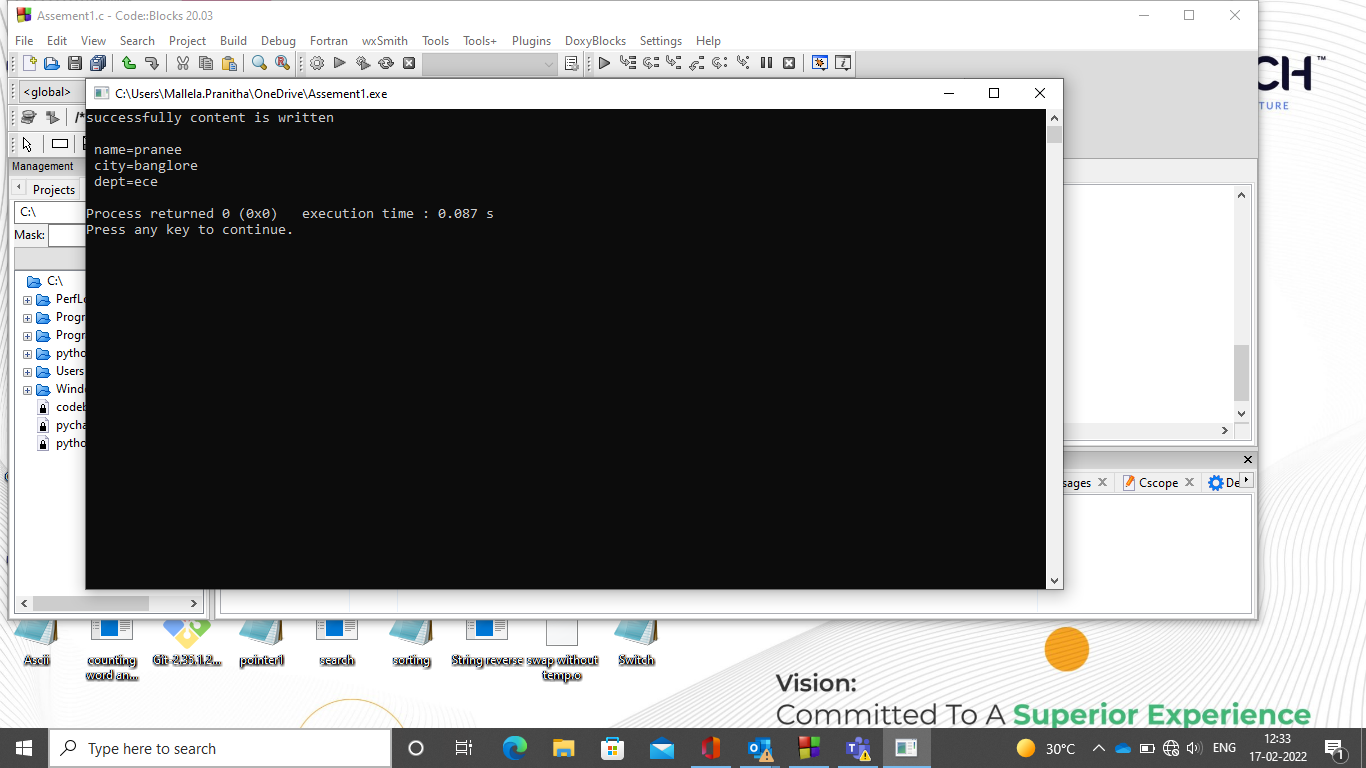 Assement1.c - Code::Blocks 20.03
File Edit View Search Project Build Debug Fortran wxSmith Tools Tools+ Plugins DoxyBlocks Settings Help
<global>
C:\Users\Mallela.Pranitha\OneDrive\Assement1.exe
CH™
TURE
successfully content is written
name=pranee
city=banglore
dept=ece
Process returned 0 (0x0) execution time : 0.087 s
Press any key to continue.
/*
Management
Projects
C:\
Mask:
C:\
PerfLo
Progr
Progr
pytho
Users
Windo
codeb
pycha
pytho
sages
Cscope
De
Ascii
counting word an...
Git-2.35.1.2...
pointer1
search
sorting
String reverse
swap without temp.o
Switch
Vision:
Committed To A Superior Experience
Type here to search
30°C
ENG
12:33
17-02-2022
1